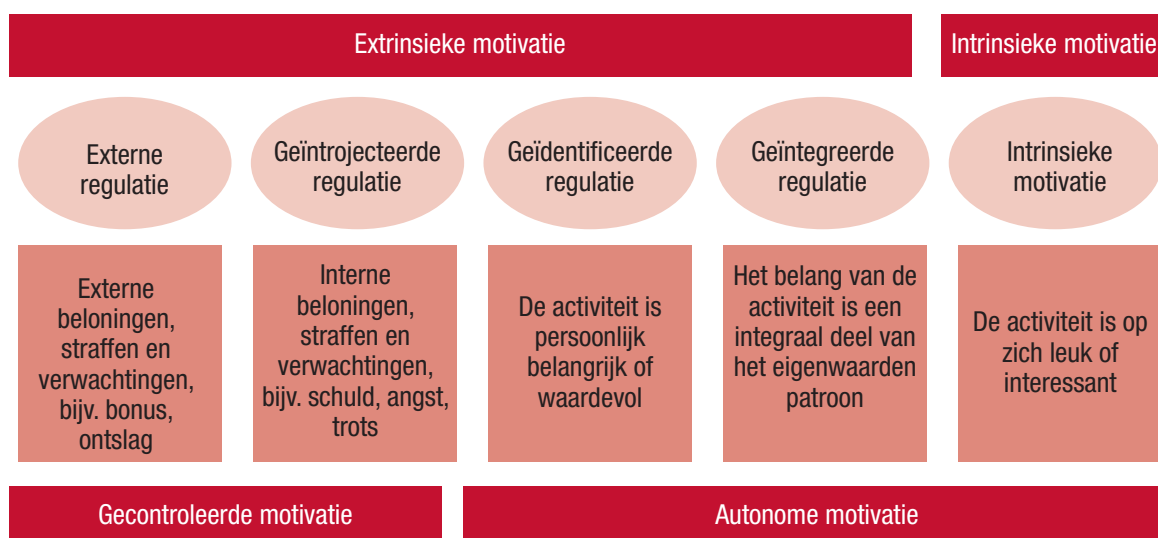 Extrinsieke motivatie
Intrinsieke motivatie
Externe
regulatie
Geïntrojecteerde
regulatie
Geïdentificeerde
regulatie
Geïntegreerde
regulatie
Intrinsieke
motivatie
Externe
beloningen,
straffen en
verwachtingen,
bijv. bonus,
ontslag
Interne
beloningen,
straffen en
verwachtingen,
bijv. schuld, angst,
trots
De activiteit is
persoonlijk
belangrijk of
waardevol
Het belang van de
activiteit is een
integraal deel van
het eigenwaarden
patroon
De activiteit is op
zich leuk of
interessant
Gecontroleerde motivatie
Autonome motivatie